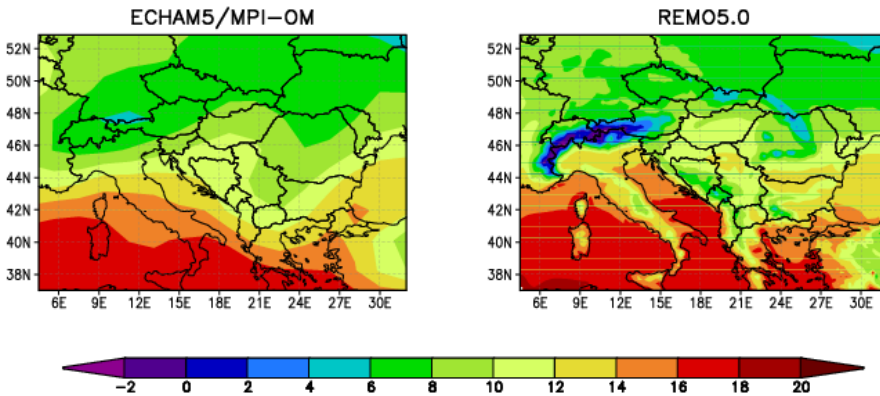 ECHAM5/MPI-OM
REMO5.0
52N
50N
48N
46N
44N
42N
40N
38N
6E 9E 12E 15E 18E 21E 24E 27E 30E
52N
50N
48N
46N
44N
42N
40N
38N
6E 9E 12E 15E 18E 21E 24E 27E 30E
-2 0 2 4 6 8 10 12 14 16 18 20